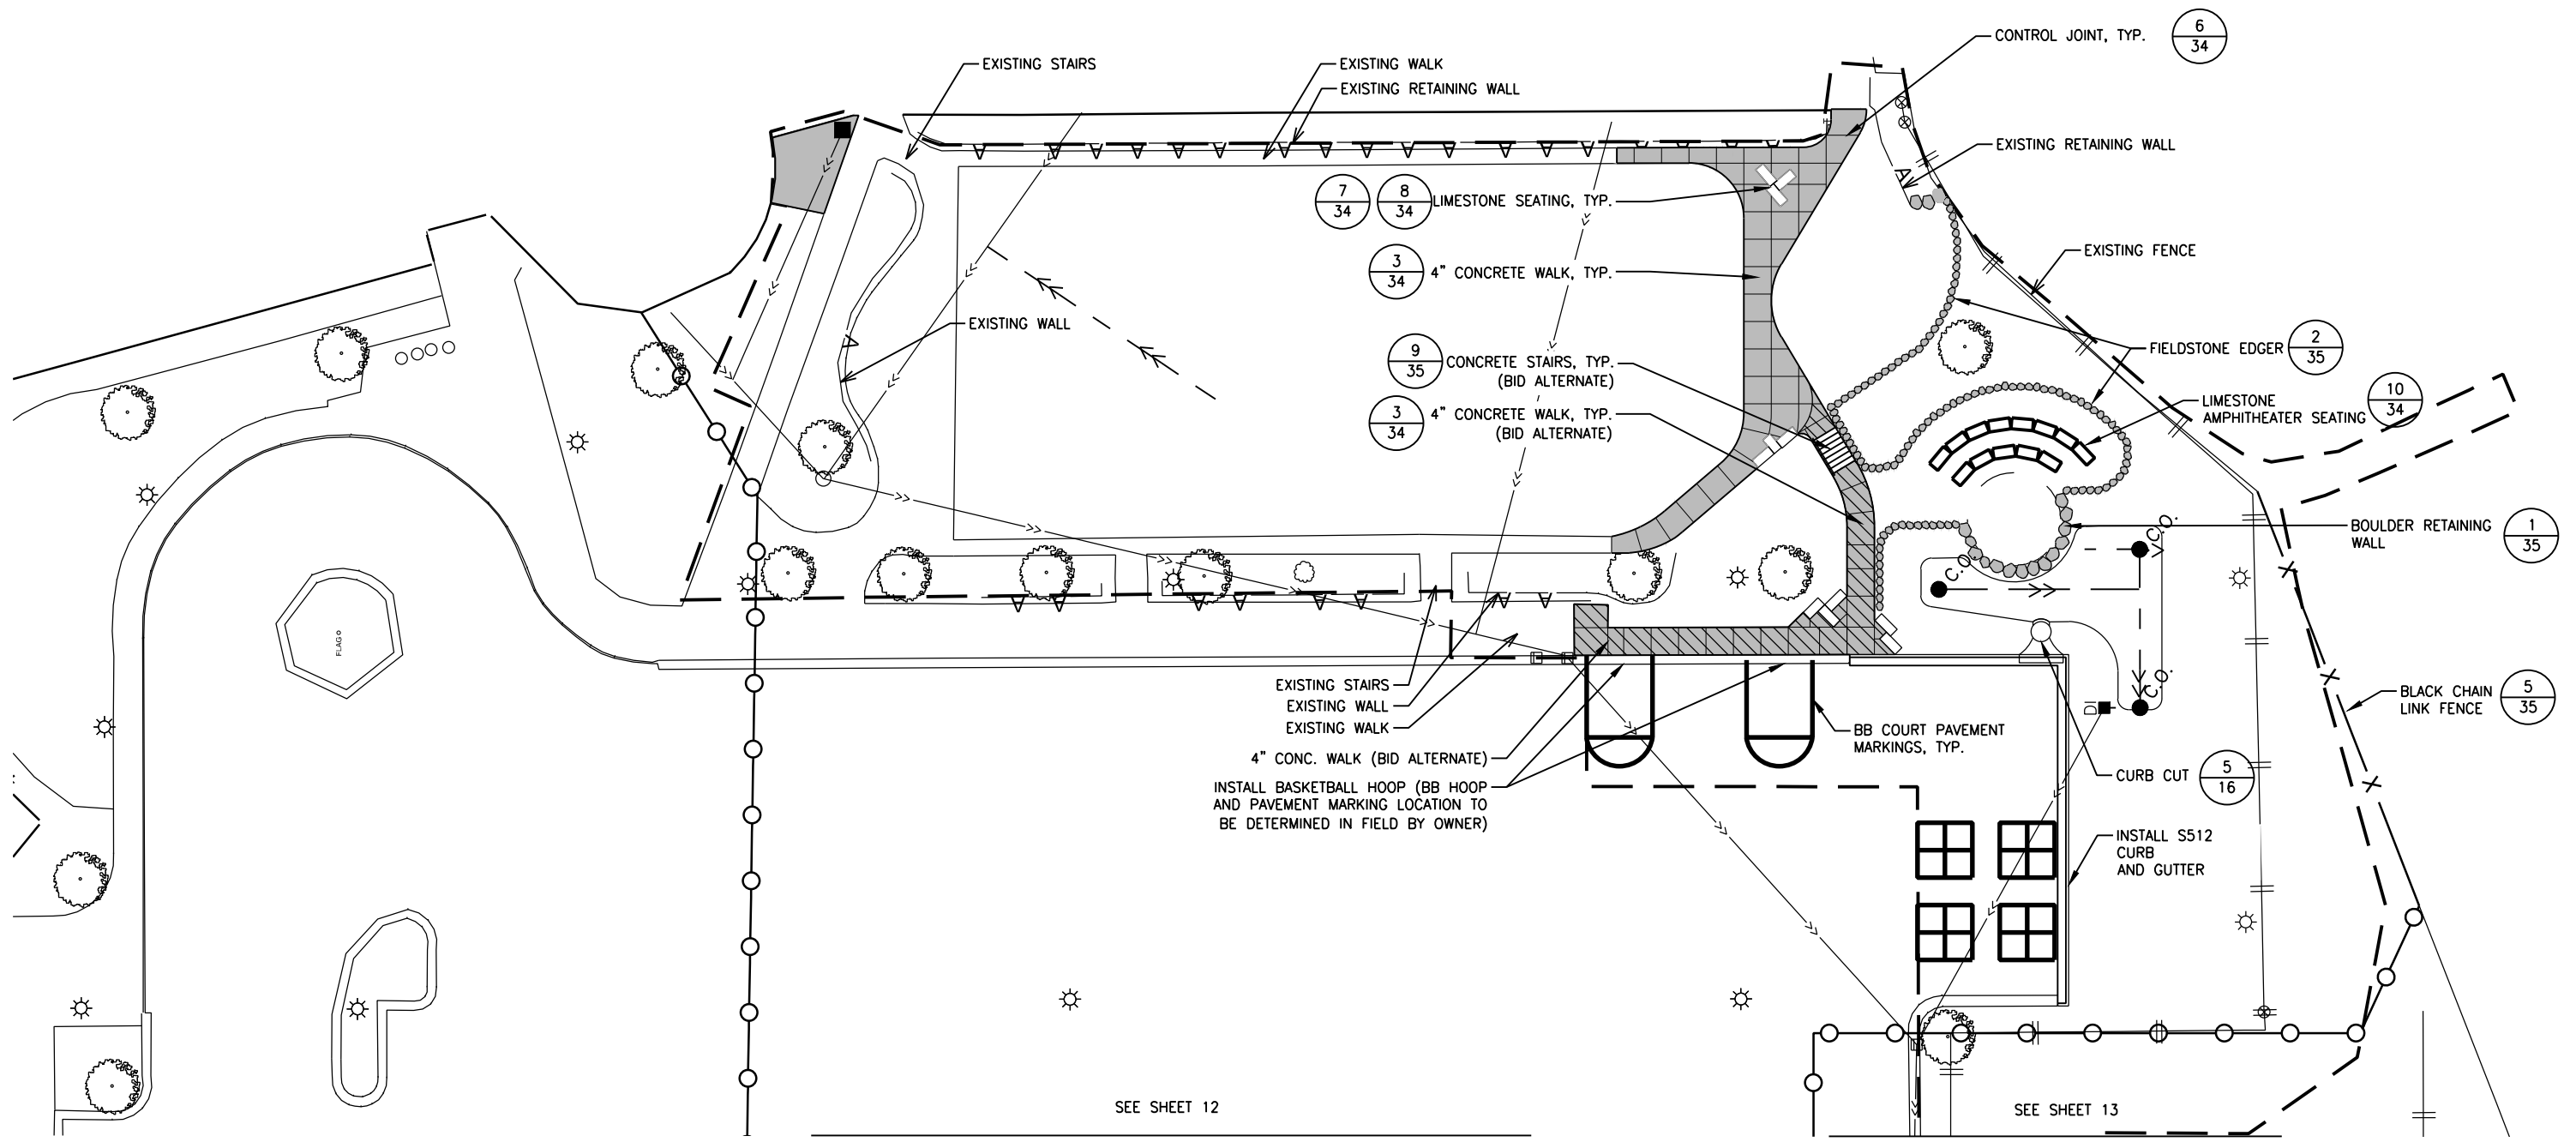 CONTROL JOINT, TYP.
6
34
EXISTING STAIRS
EXISTING WALK
EXISTING RETAINING WALL
EXISTING RETAINING WALL
7
34
8
34
LIMESTONE SEATING, TYP.
EXISTING FENCE
3
34
4" CONCRETE WALK, TYP.
EXISTING WALL
9
35
CONCRETE STAIRS, TYP.
(BID ALTERNATE)
FIELDSTONE EDGER
2
35
3
34
4" CONCRETE WALK, TYP.
(BID ALTERNATE)
LIMESTONE
AMPHITHEATER SEATING
10
34
BOULDER RETAINING
WALL
1
35
C.O.
C.O.
C.O.
FLAG
EXISTING STAIRS
EXISTING WALL
EXISTING WALK
DI
BLACK CHAIN
LINK FENCE
5
35
BB COURT PAVEMENT
MARKINGS, TYP.
4" CONC. WALK (BID ALTERNATE)
CURB CUT
5
16
INSTALL BASKETBALL HOOP (BB HOOP
AND PAVEMENT MARKING LOCATION TO
BE DETERMINED IN FIELD BY OWNER)
INSTALL S512
CURB
AND GUTTER
SEE SHEET 12
SEE SHEET 13